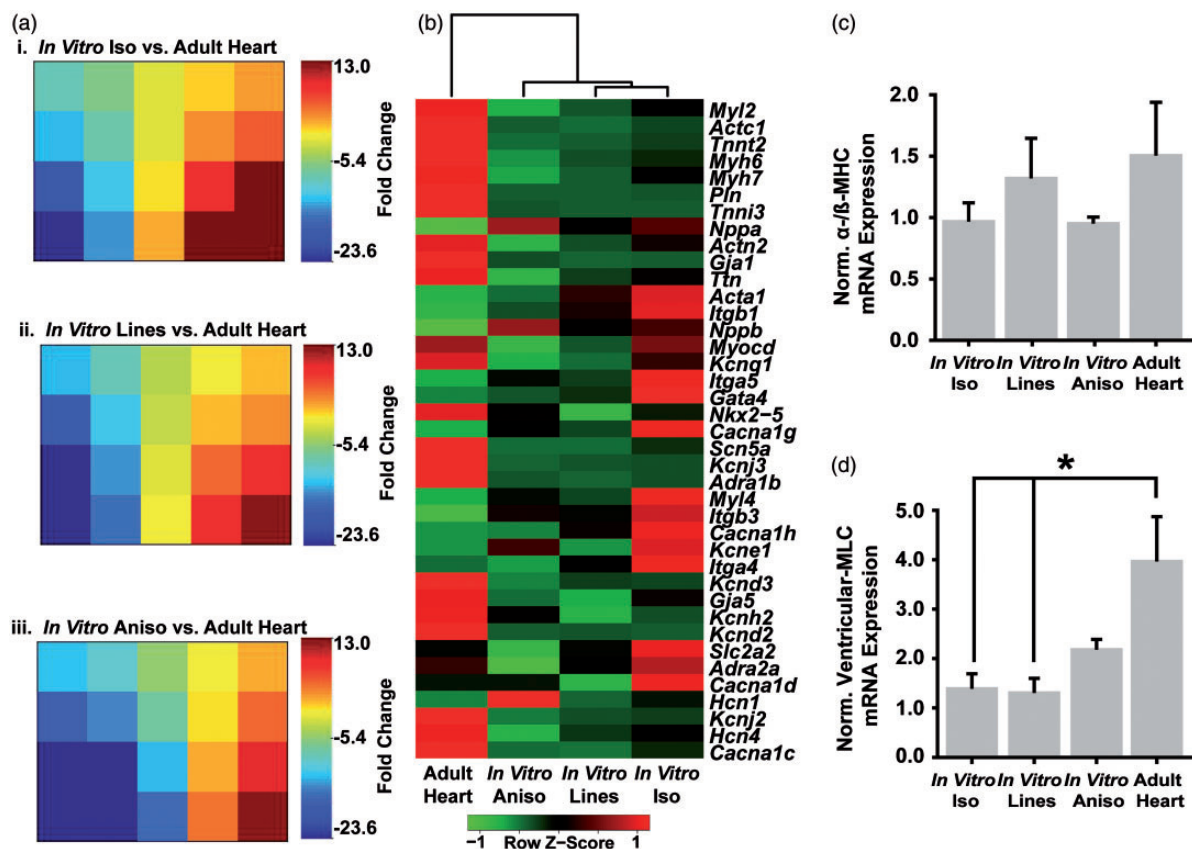 (a)
i. In Vitro Iso vs. Adult Heart
13.0
-5.4
-23.6
Fold Change
ii. In Vitro Lines vs. Adult Heart
13.0
-5.4
-23.6
Fold Change
iii. In Vitro Aniso vs. Adult Heart
13.0
-5.4
-23.6
Fold Change
(b)
Myl2
Actc1
Tnnt2
Myh6
Myh7
Pln
Tnni3
Nppa
Actn2
Gja1
Ttn
Acta1
Itgb1
Nppb
Myocd
Kcnq1
Itga5
Gata4
Nkx2-5
Cacna1g
Scn5a
Kcnj3
Adra1b
Myl4
Itgb3
Cacna1h
Kcne1
Itga4
Kcnd3
Gja5
Kcnh2
Kcnd2
Slc2a2
Adra2a
Cacna1d
Hcn1
Kcnj2
Hcn4
Cacna1c
Adult Heart
In Vitro Aniso
In Vitro Lines
In Vitro Iso
-1 Row Z-Score 1
(c)
Norm. α-/ß-MHC
mRNA Expression
2.0
1.5
1.0
0.5
0.0
In Vitro Iso
In Vitro Lines
In Vitro Aniso
Adult Heart
(d)
*
Norm. Ventricular-MLC
mRNA Expression
5.0
4.0
3.0
2.0
1.0
0.0
In Vitro Iso
In Vitro Lines
In Vitro Aniso
Adult Heart